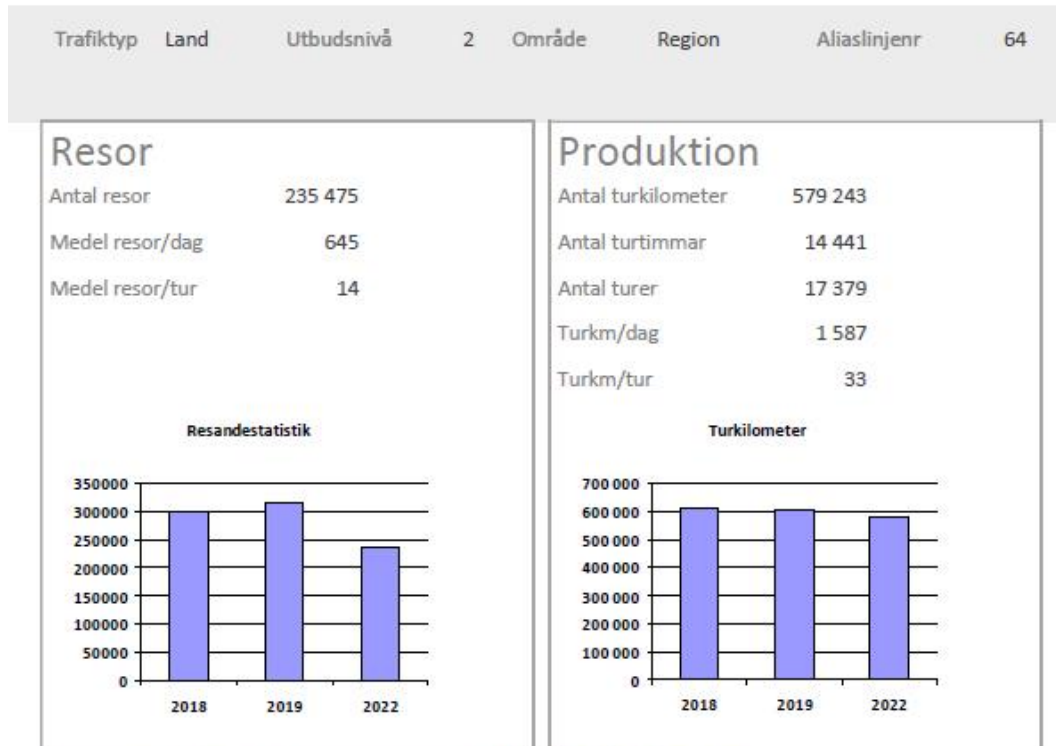 Trafiktyp Land Utbudsnivå 2 Område Region Aliaslinjenr 64
Resor
Antal resor 235 475
Medel resor/dag 645
Medel resor/tur 14
Resandestatistik
350000
300000
250000
200000
150000
100000
50000
0
2018 2019 2022
Produktion
Antal turkilometer 579 243
Antal turtimmar 14 441
Antal turer 17 379
Turkm/dag 1 587
Turkm/tur 33
Turkilometer
700 000
600 000
500 000
400 000
300 000
200 000
100 000
0
2018 2019 2022